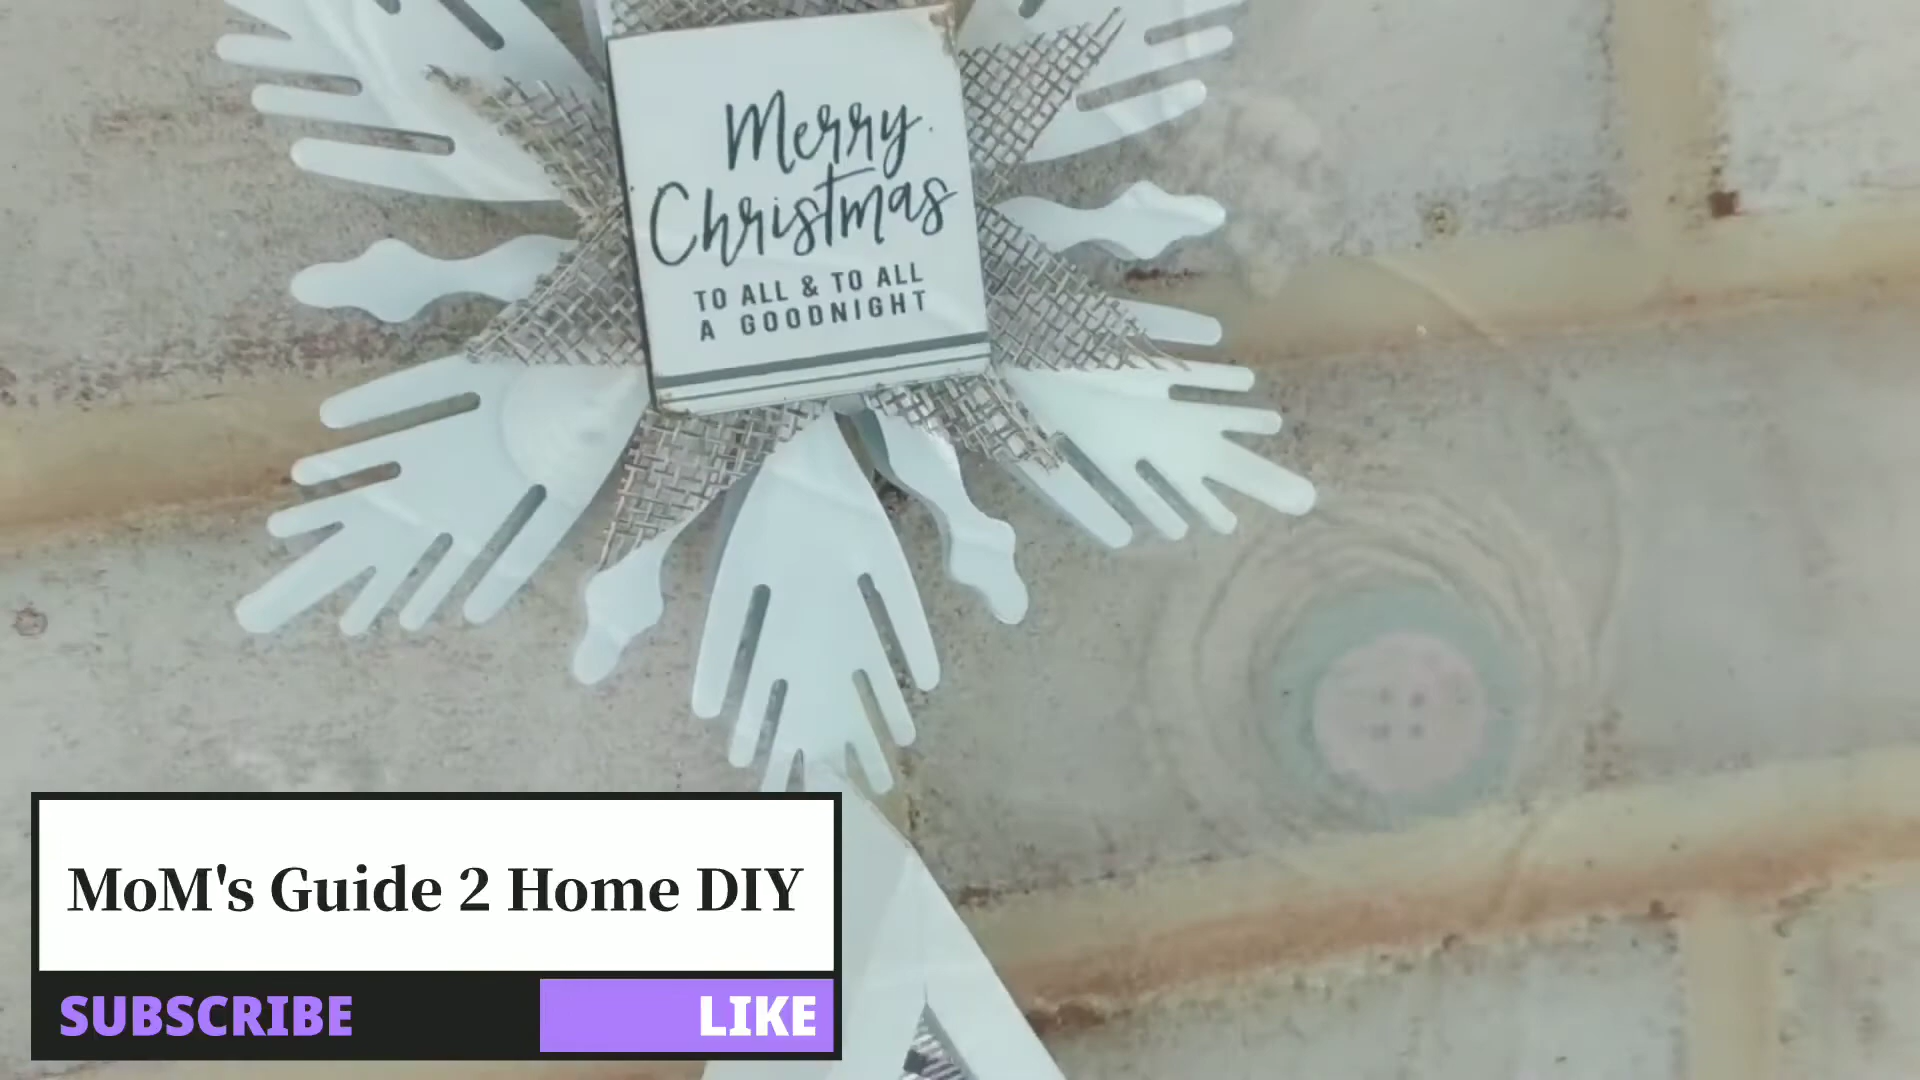 Merry
Christmas
TO ALL & TO ALL
A GOODNIGHT
MoM's Guide 2 Home DIY
SUBSCRIBE
LIKE